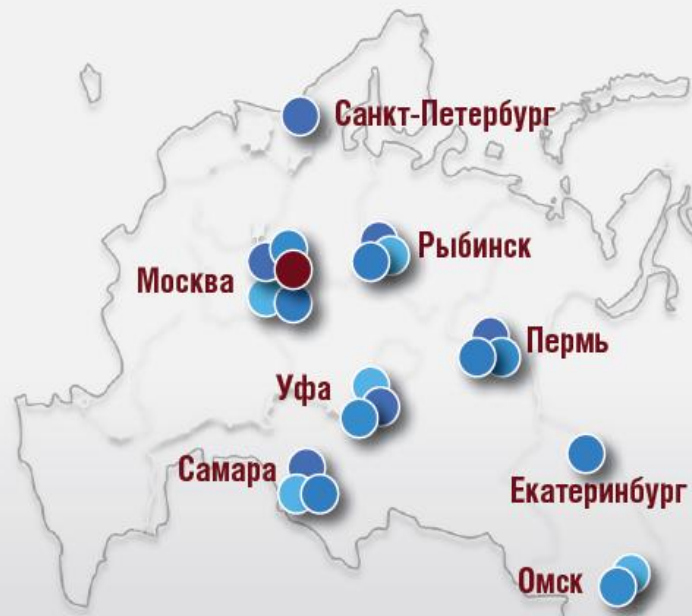 Санкт-Петербург
Рыбинск
Москва
Пермь
Уфа
Самара
Екатеринбург
Омск